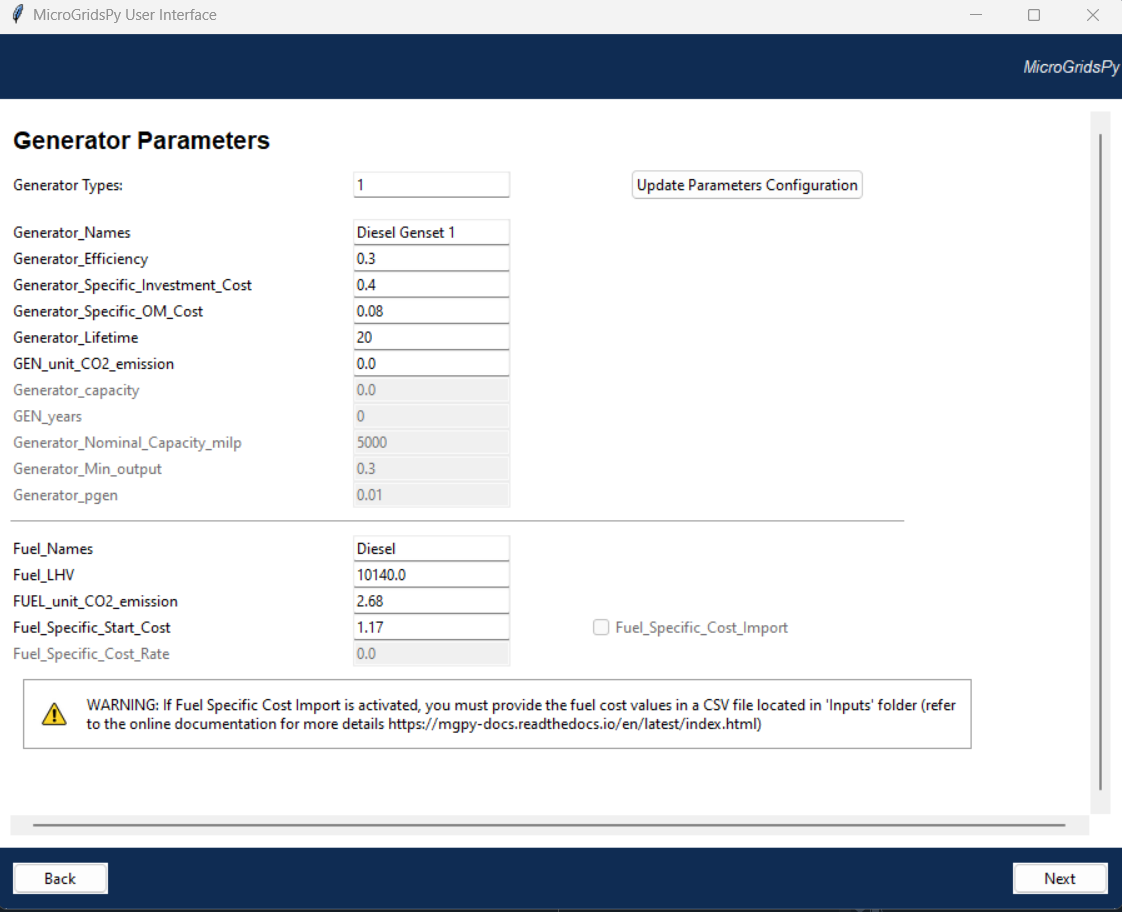 MicroGridsPy User Interface
MicroGridsPy
Generator Parameters
Generator Types: 1 Update Parameters Configuration
Generator_Names Diesel Genset 1
Generator_Efficiency 0.3
Generator_Specific_Investment_Cost 0.4
Generator_Specific_OM_Cost 0.08
Generator_Lifetime 20
GEN_unit_CO2_emission 0.0
Generator_capacity 0.0
GEN_years 0
Generator_Nominal_Capacity_milp 5000
Generator_Min_output 0.3
Generator_pgen 0.01
Fuel_Names Diesel
Fuel_LHV 10140.0
FUEL_unit_CO2_emission 2.68
Fuel_Specific_Start_Cost 1.17 Fuel_Specific_Cost_Import
Fuel_Specific_Cost_Rate 0.0
WARNING: If Fuel Specific Cost Import is activated, you must provide the fuel cost values in a CSV file located in 'Inputs' folder (refer
to the online documentation for more details https://mgpy-docs.readthedocs.io/en/latest/index.html)
Back Next